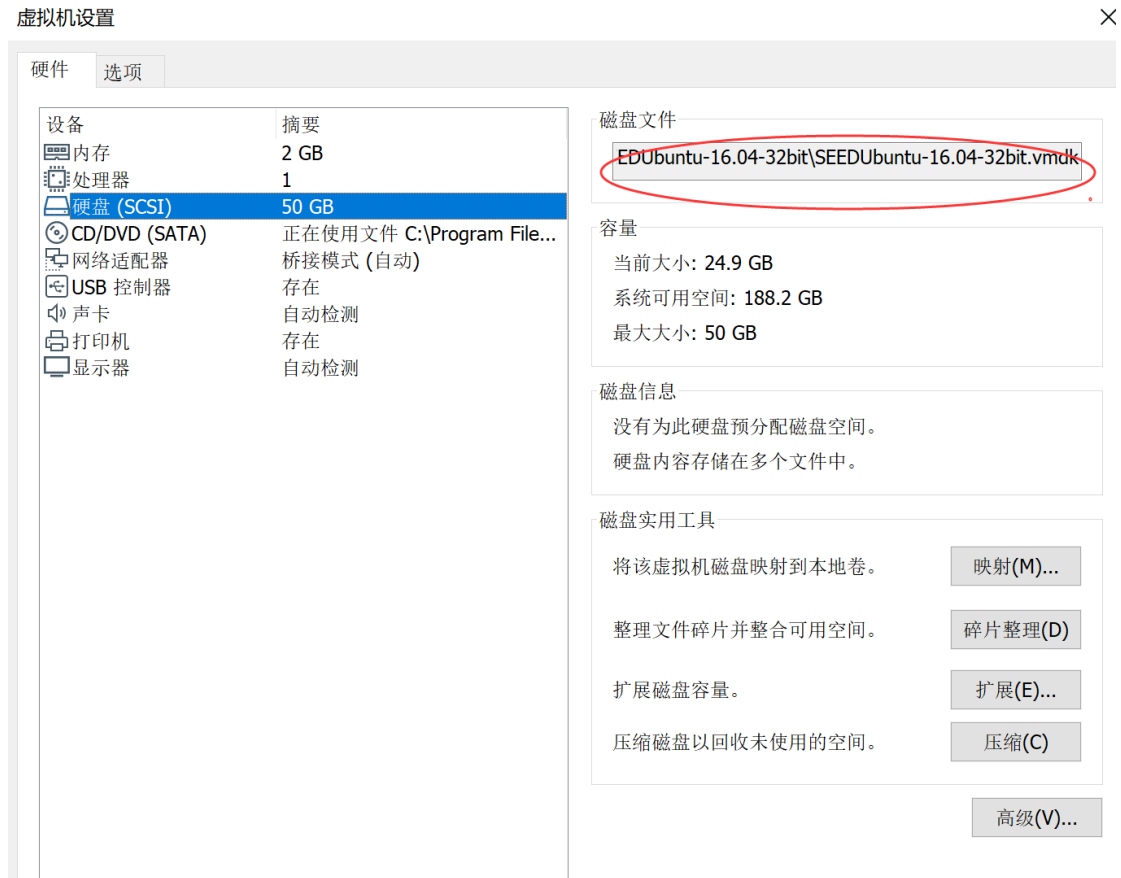 虚拟机设置
硬件 选项
设备 摘要
内存 2 GB
处理器 1
硬盘 (SCSI) 50 GB
CD/DVD (SATA) 正在使用文件 C:\Program File...
网络适配器 桥接模式 (自动)
USB 控制器 存在
声卡 自动检测
打印机 存在
显示器 自动检测
磁盘文件
EDUbuntu-16.04-32bit\SEEDUbuntu-16.04-32bit.vmdk
容量
当前大小: 24.9 GB
系统可用空间: 188.2 GB
最大大小: 50 GB
磁盘信息
没有为此硬盘预分配磁盘空间。
硬盘内容存储在多个文件中。
磁盘实用工具
将该虚拟机磁盘映射到本地卷。 映射(M)...
整理文件碎片并整合可用空间。 碎片整理(D)
扩展磁盘容量。 扩展(E)...
压缩磁盘以回收未使用的空间。 压缩(C)
高级(V)...